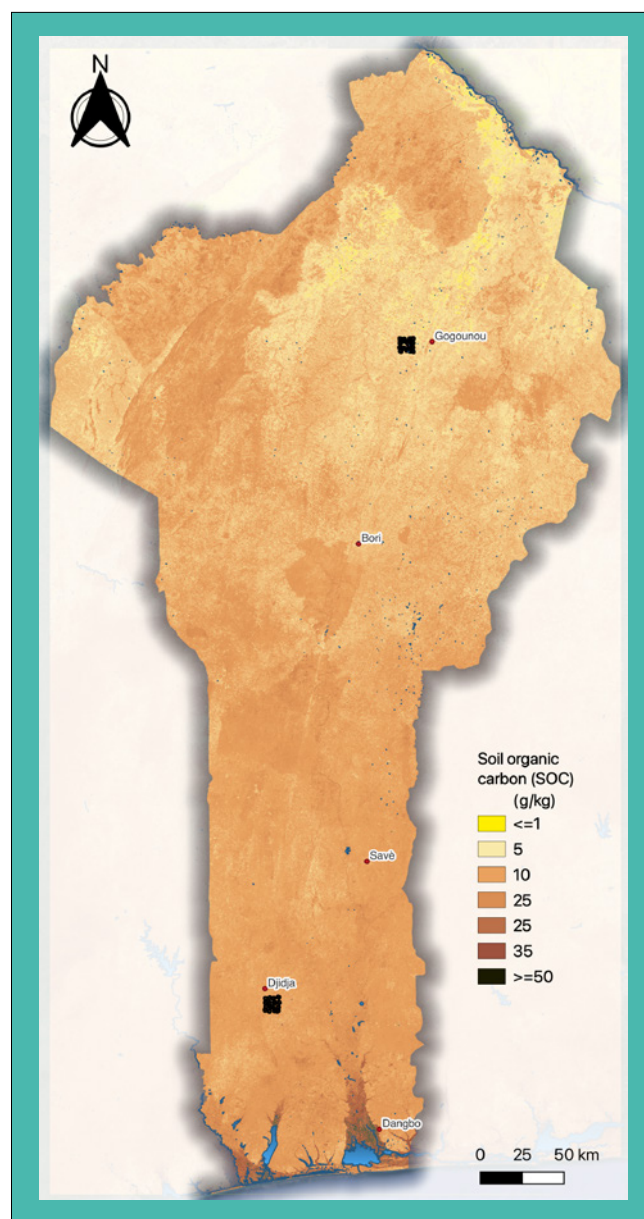 N
Gogounou
Bori
Soil organic
carbon (SOC)
(g/kg)
<=1
5
10
25
25
35
>=50
Savè
Djidja
Dangbo
0 25 50 km